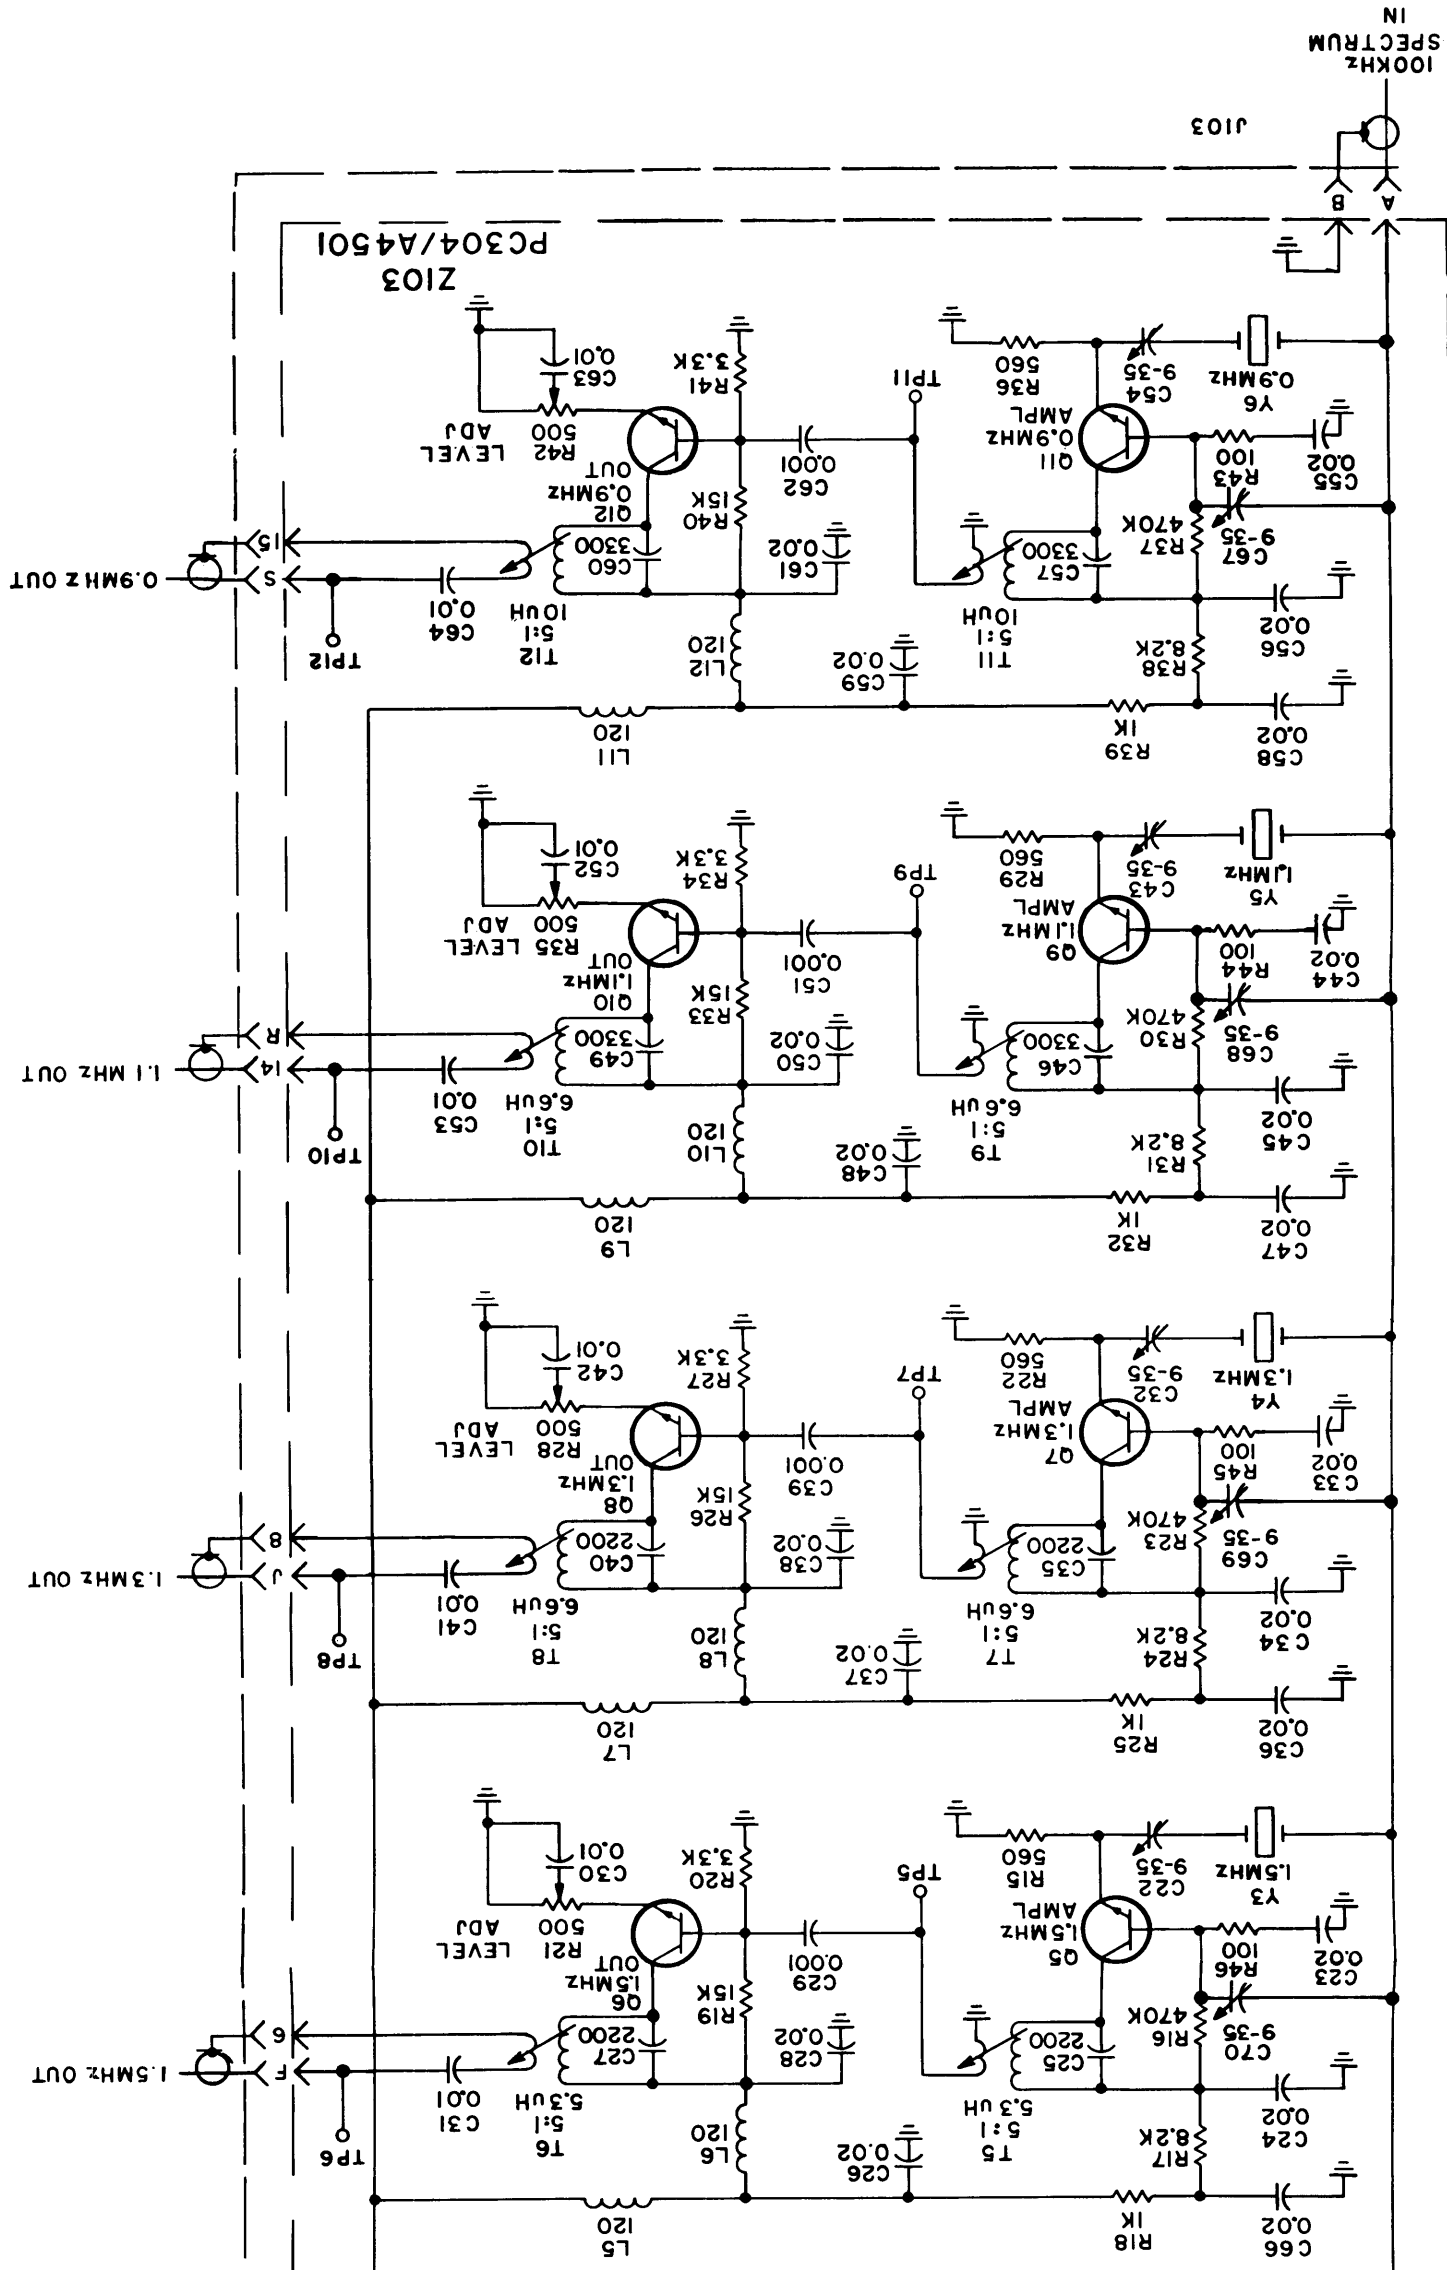 C66
0.02
R18
1K
L5
120
R17
8.2K
C24
0.02
T5
5:1
5.3uH
C26
0.02
L6
120
T6
5:1
5.3uH
C31
0.01
TP6
C70
9-35
R16
470K
C25
2200
C28
0.02
C27
2200
F
6
1.5MHz OUT
C23
0.02
R46
100
Q5
1.5MHz
AMPL
C29
0.001
R19
15K
Q6
1.5MHz
OUT
R21
500
LEVEL
ADJ
Y3
1.5MHz
C22
9-35
R15
560
TP5
R20
3.3K
C30
0.01
C36
0.02
R25
1K
L7
120
C34
0.02
R24
8.2K
T7
5:1
6.6uH
C37
0.02
L8
120
T8
5:1
6.6uH
C41
0.01
TP8
C69
9-35
R23
470K
C35
2200
C38
0.02
C40
2200
J
8
1.3MHz OUT
C33
0.02
R45
100
Q7
1.3MHz
AMPL
C39
0.001
R26
15K
Q8
1.3MHz
OUT
R28
500
LEVEL
ADJ
Y4
1.3MHz
C32
9-35
R22
560
TP7
R27
3.3K
C42
0.01
C47
0.02
R32
1K
L9
120
C45
0.02
R31
8.2K
T9
5:1
6.6uH
C48
0.02
L10
120
T10
5:1
6.6uH
C53
0.01
TP10
C68
9-35
R30
470K
C46
3300
C50
0.02
C49
3300
14
R
1.1MHz OUT
C44
0.02
R44
100
Q9
1.1MHz
AMPL
C51
0.001
R33
15K
Q10
1.1MHz
OUT
R35
500
LEVEL
ADJ
Y5
1.1MHz
C43
9-35
R29
560
TP9
R34
3.3K
C52
0.01
C58
0.02
R39
1K
L11
120
C56
0.02
R38
8.2K
T11
5:1
10uH
C59
0.02
L12
120
T12
5:1
10uH
C64
0.01
TP12
C67
9-35
R37
470K
C57
3300
C61
0.02
C60
3300
S
15
0.9MHz OUT
C55
0.02
R43
100
Q11
0.9MHz
AMPL
C62
0.001
R40
15K
Q12
0.9MHz
OUT
R42
500
LEVEL
ADJ
Y6
0.9MHz
C54
9-35
R36
560
TP11
R41
3.3K
C63
0.01
Z103
PC304/A4501
A
B
J103
100KHz
SPECTRUM
IN